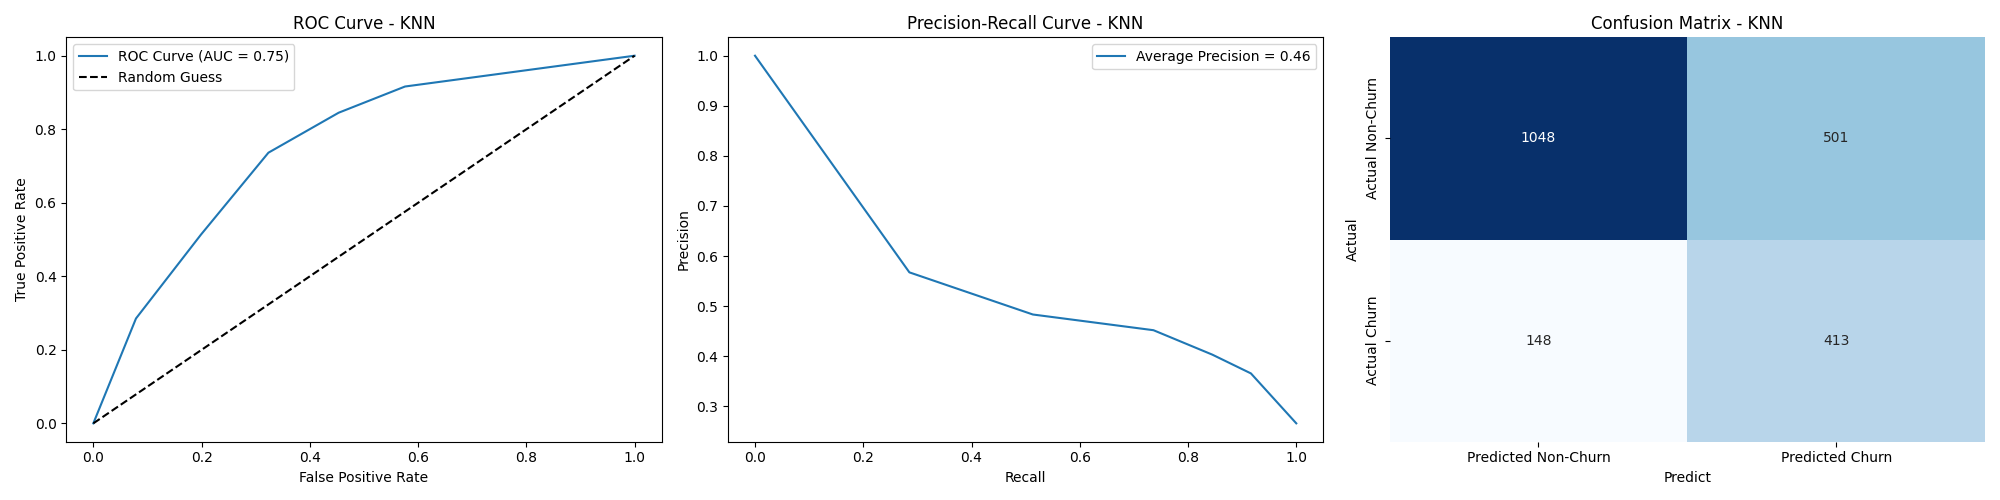 ROC Curve - KNN
ROC Curve (AUC = 0.75)
Random Guess
True Positive Rate
1.0
0.8
0.6
0.4
0.2
0.0
0.0 0.2 0.4 0.6 0.8 1.0
False Positive Rate
Precision-Recall Curve - KNN
Average Precision = 0.46
Precision
1.0
0.9
0.8
0.7
0.6
0.5
0.4
0.3
0.0 0.2 0.4 0.6 0.8 1.0
Recall
Confusion Matrix - KNN
Actual
Actual Non-Churn
1048 501
Actual Churn
148 413
Predicted Non-Churn Predicted Churn
Predict